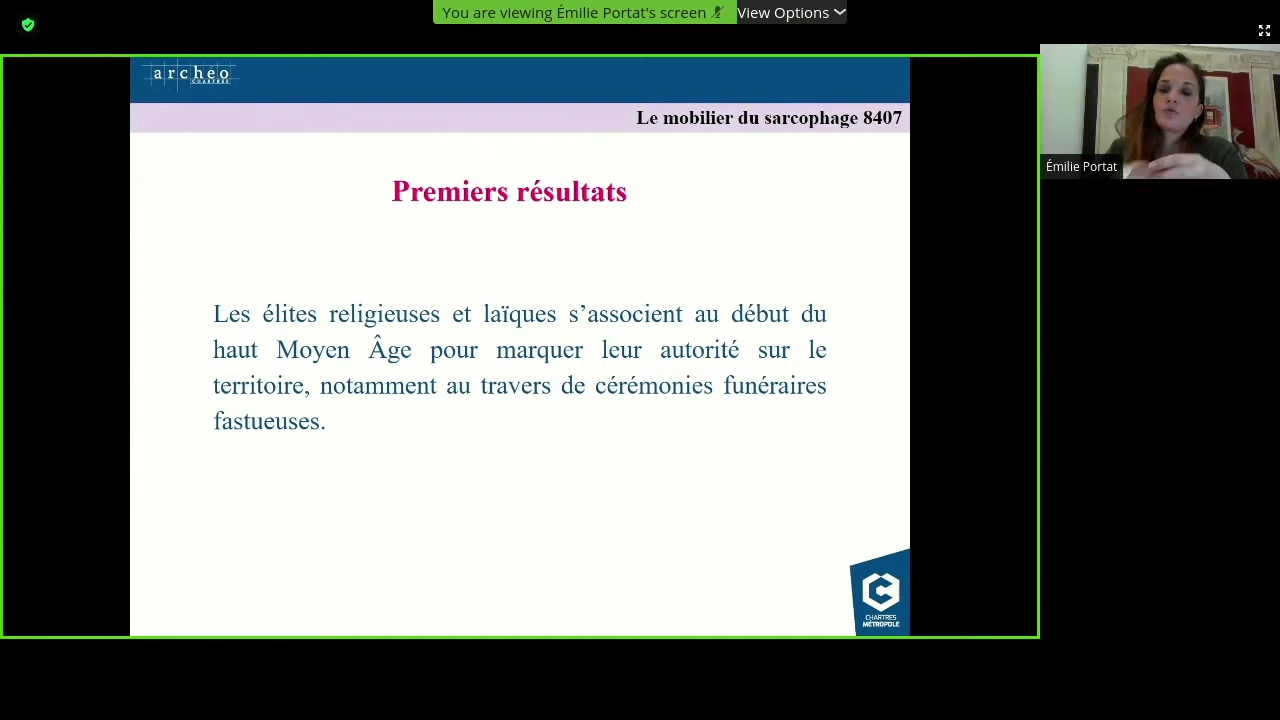 You are viewing Émilie Portat's screen
View Options
archéo
CHARTRES
Le mobilier du sarcophage 8407
Émilie Portat
Premiers résultats
Les élites religieuses et laïques s’associent au début du
haut Moyen Âge pour marquer leur autorité sur le
territoire, notamment au travers de cérémonies funéraires
fastueuses.
CHARTRES
MÉTROPOLE